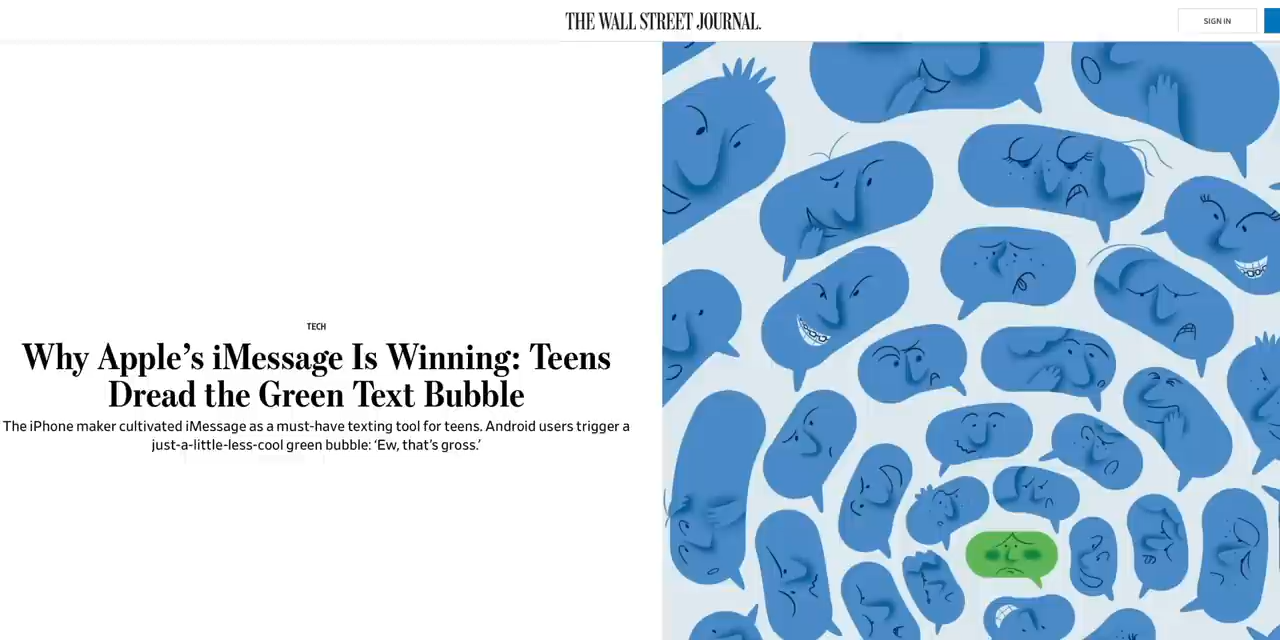 THE WALL STREET JOURNAL.
SIGN IN
TECH
Why Apple’s iMessage Is Winning: Teens
Dread the Green Text Bubble
The iPhone maker cultivated iMessage as a must-have texting tool for teens. Android users trigger a
just-a-little-less-cool green bubble: ‘Ew, that’s gross.’